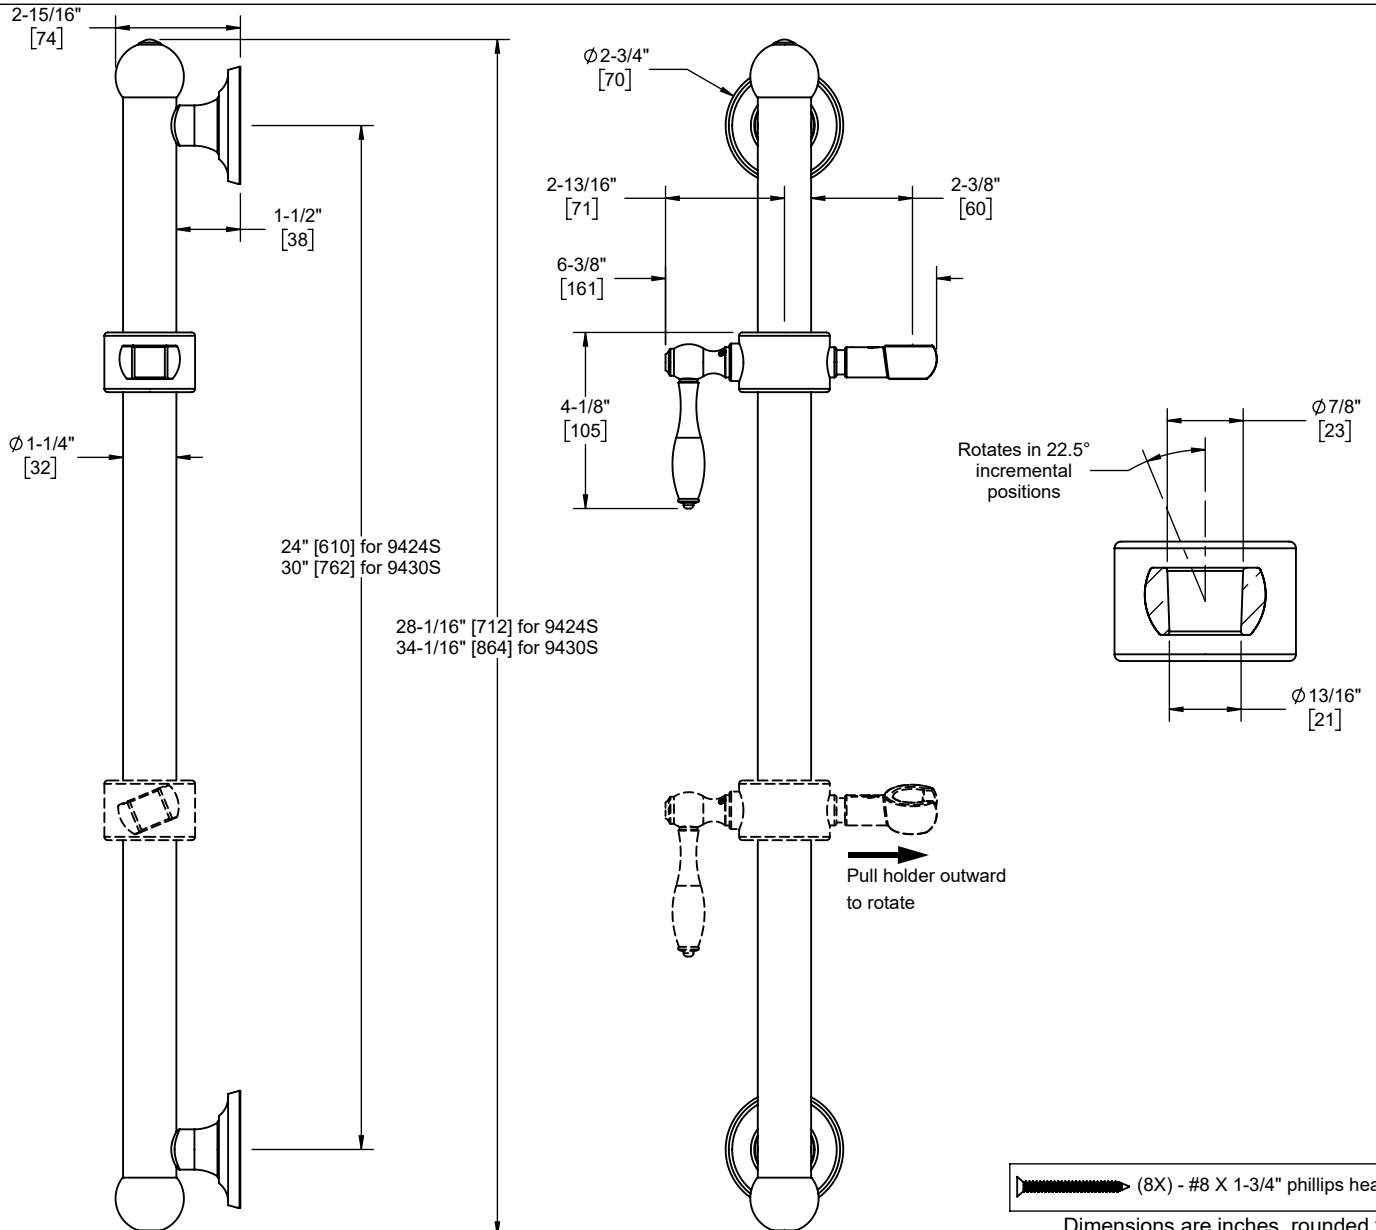 2-15/16"
[74]
Ø2-3/4"
[70]
2-13/16"
[71]
2-3/8"
[60]
1-1/2"
[38]
6-3/8"
[161]
4-1/8"
[105]
Ø7/8"
[23]
Rotates in 22.5°
incremental
positions
Ø1-1/4"
[32]
24" [610] for 9424S
30" [762] for 9430S
28-1/16" [712] for 9424S
34-1/16" [864] for 9430S
Ø13/16"
[21]
Pull holder outward
to rotate
(8X) - #8 X 1-3/4" phillips hea
Dimensions are inches, rounded